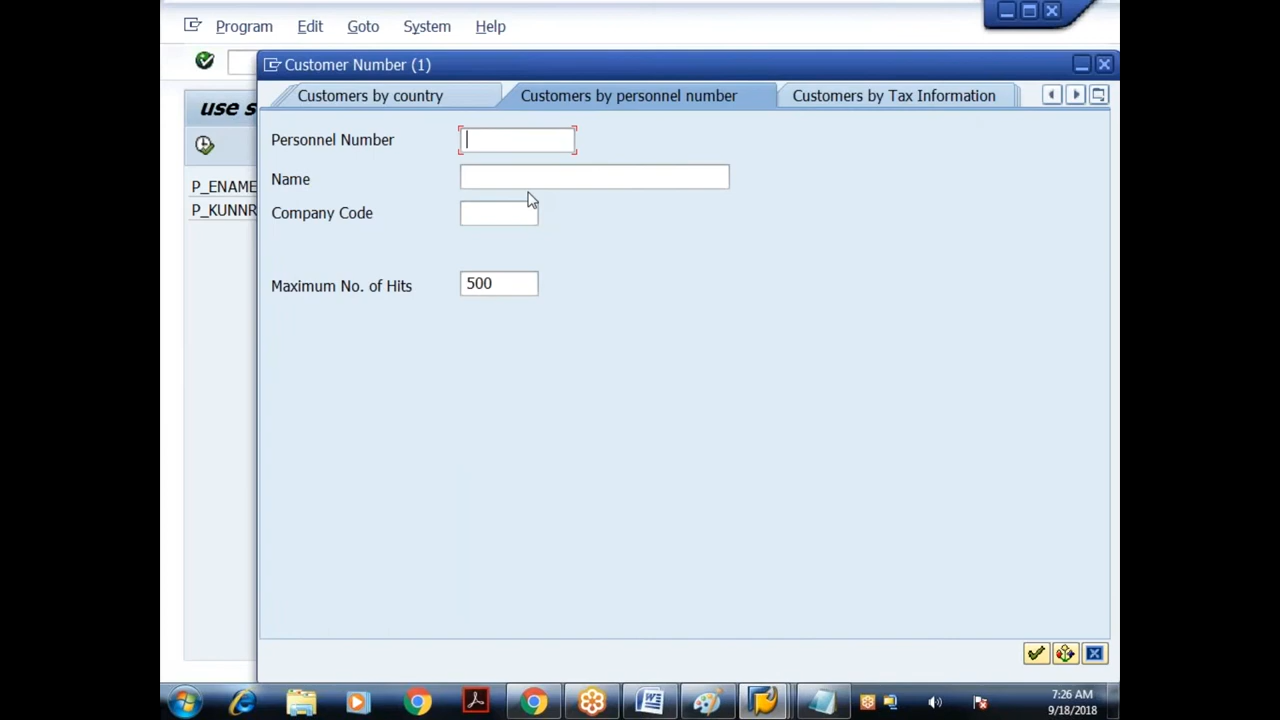 Program Edit Goto System Help
Customer Number (1)
Customers by country Customers by personnel number Customers by Tax Information
use s
Personnel Number
P_ENAME
Name
P_KUNNR
Company Code
Maximum No. of Hits 500
7:26 AM
9/18/2018